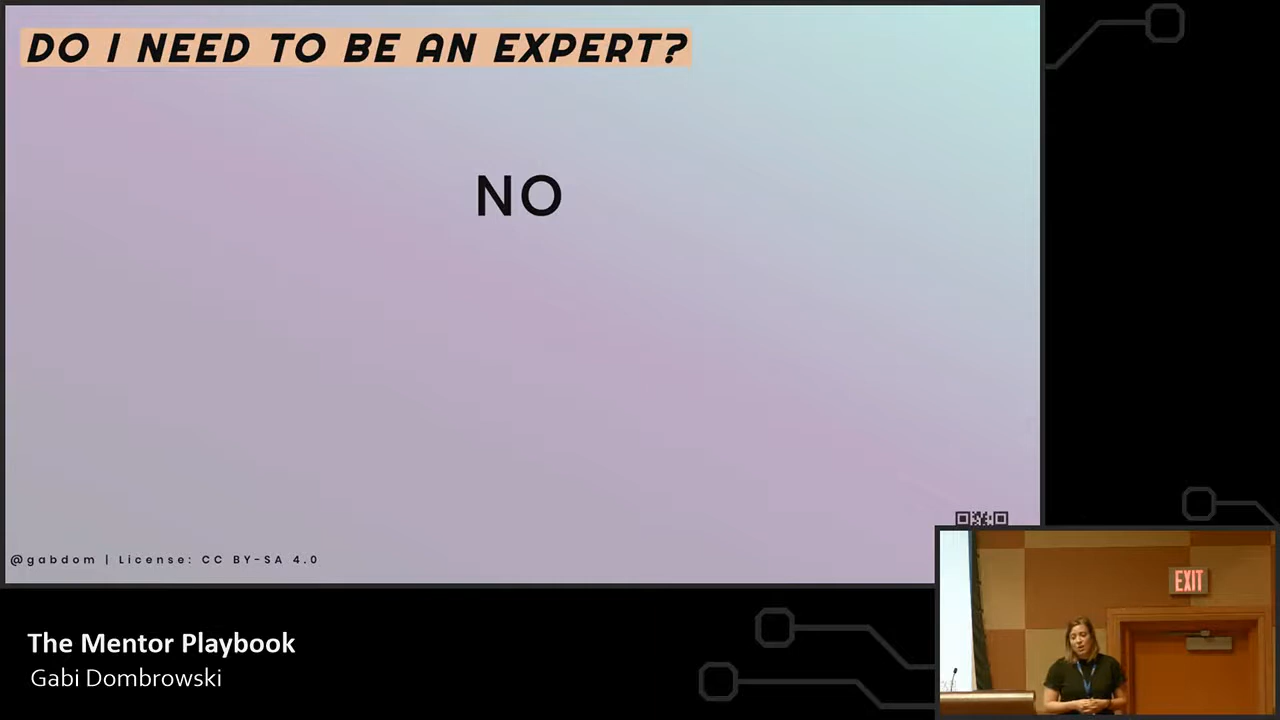 DO I NEED TO BE AN EXPERT?
NO
@gabdom | License: CC BY-SA 4.0
EXIT
The Mentor Playbook
Gabi Dombrowski